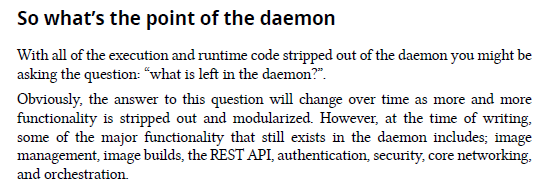 So what's the point of the daemon
With all of the execution and runtime code stripped out of the daemon you might be
asking the question: “what is left in the daemon?”.
Obviously, the answer to this question will change over time as more and more
functionality is stripped out and modularized. However, at the time of writing,
some of the major functionality that still exists in the daemon includes; image
management, image builds, the REST API, authentication, security, core networking,
and orchestration.